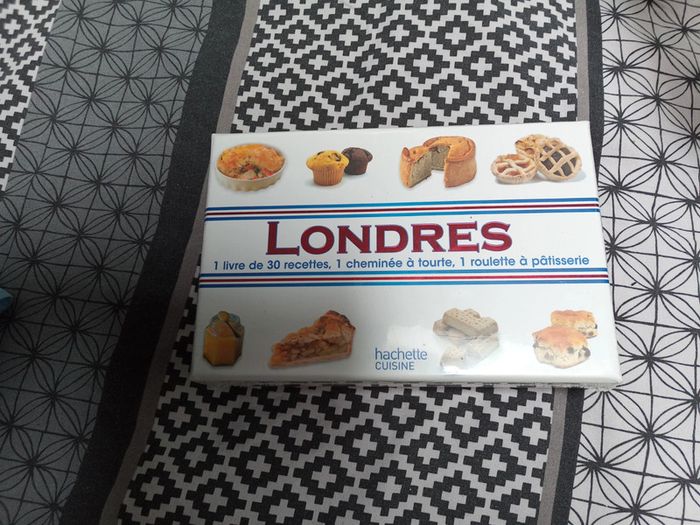 LONDRES
1 livre de 30 recettes, 1 cheminée à tourte, 1 roulette à pâtisserie
hachette
CUISINE